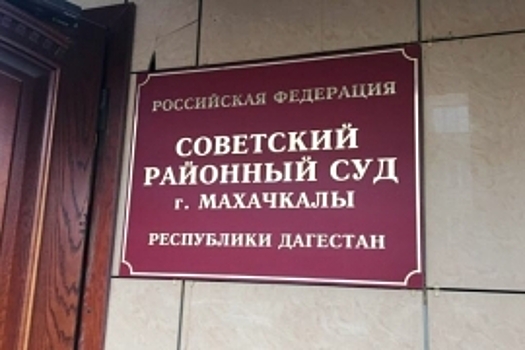 РОССИЙСКАЯ ФЕДЕРАЦИЯ
СОВЕТСКИЙ
РАЙОННЫЙ СУД
г. МАХАЧКАЛЫ
РЕСПУБЛИКИ ДАГЕСТАН